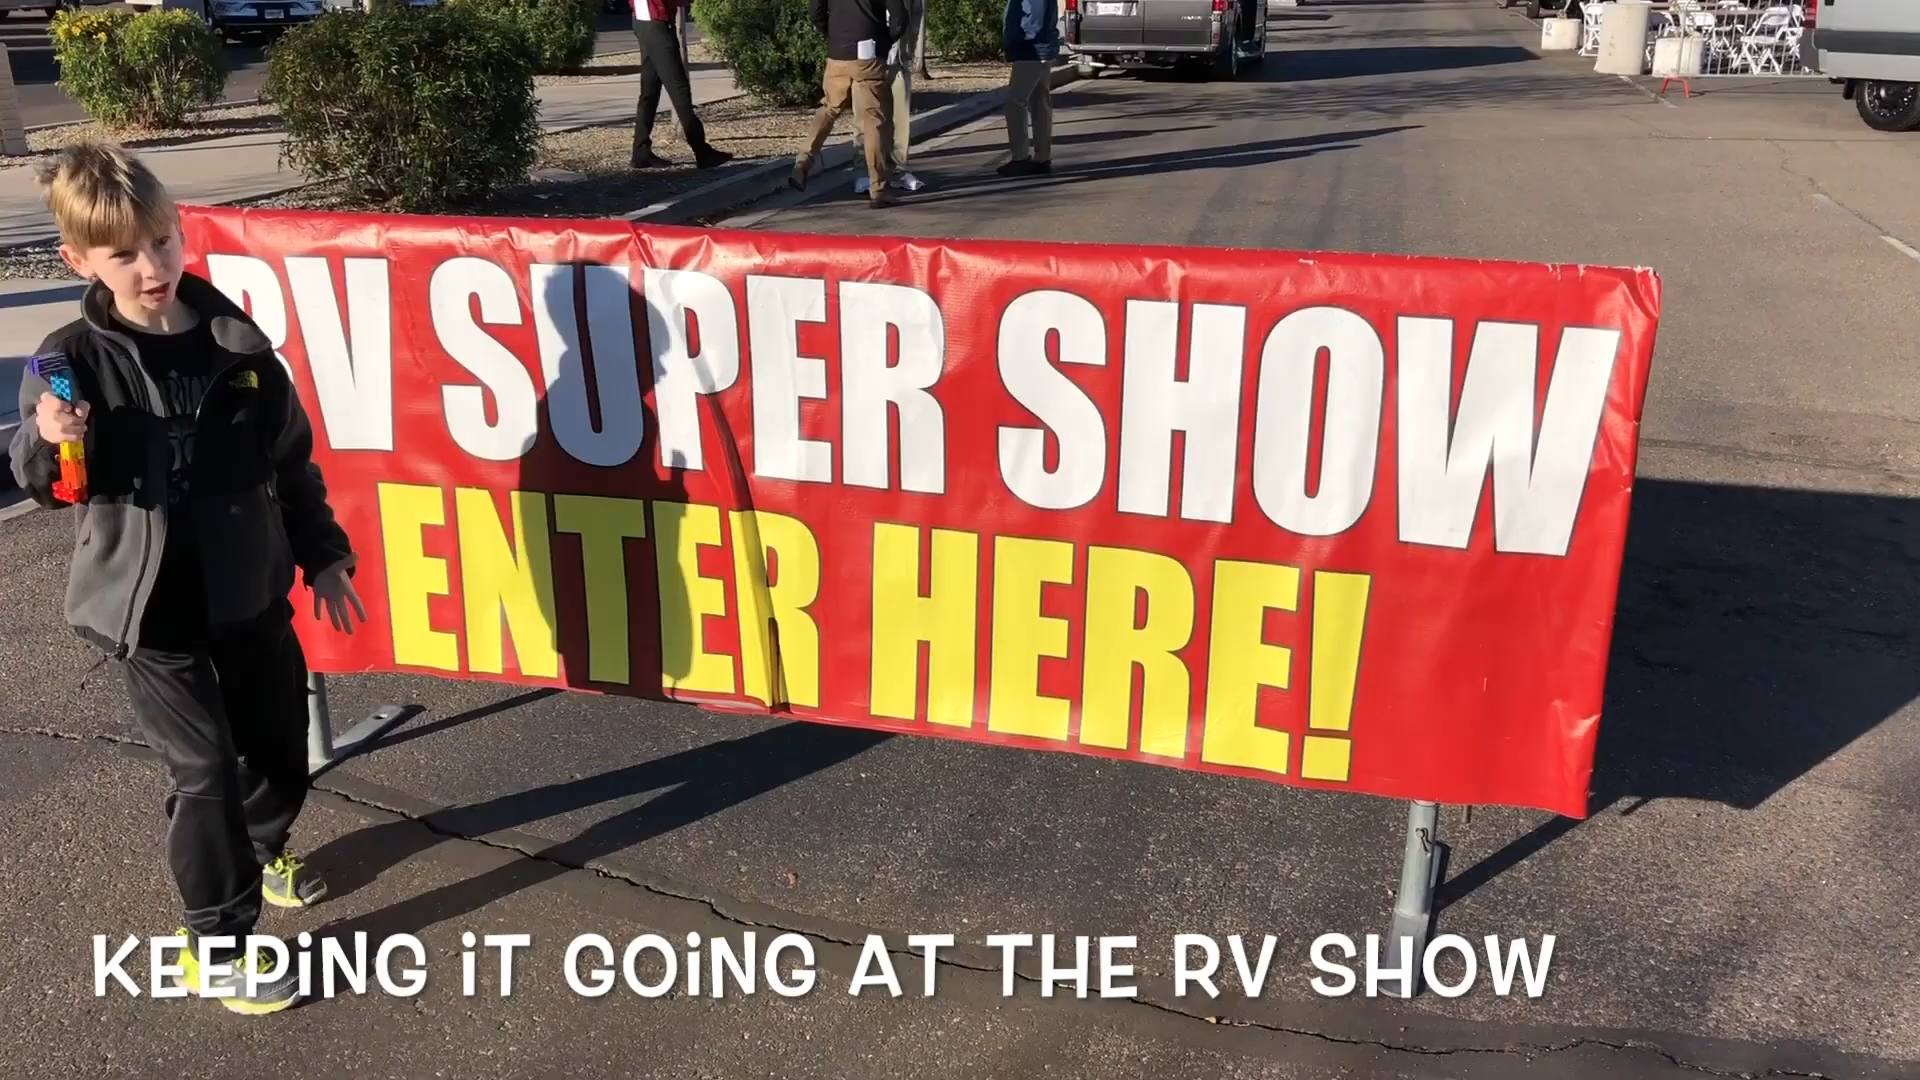 RV SUPER SHOW
ENTER HERE!
KEEPiNG iT GOiNG AT THE RV SHOW